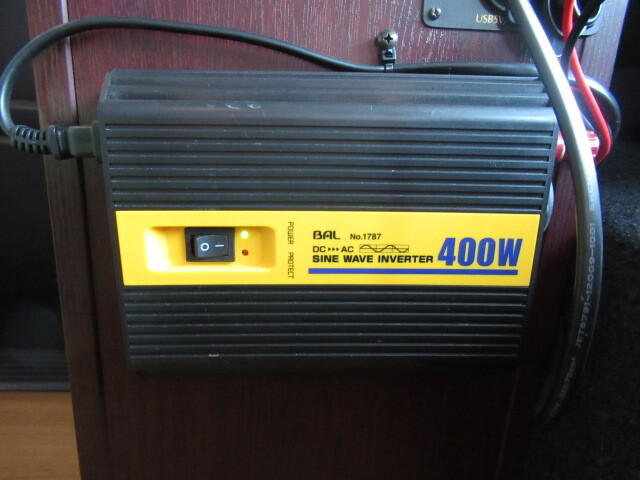 USB5V
BAL No.1787
DC▸▸▸AC
SINE WAVE INVERTER 400W
POWER PROTECT
O —